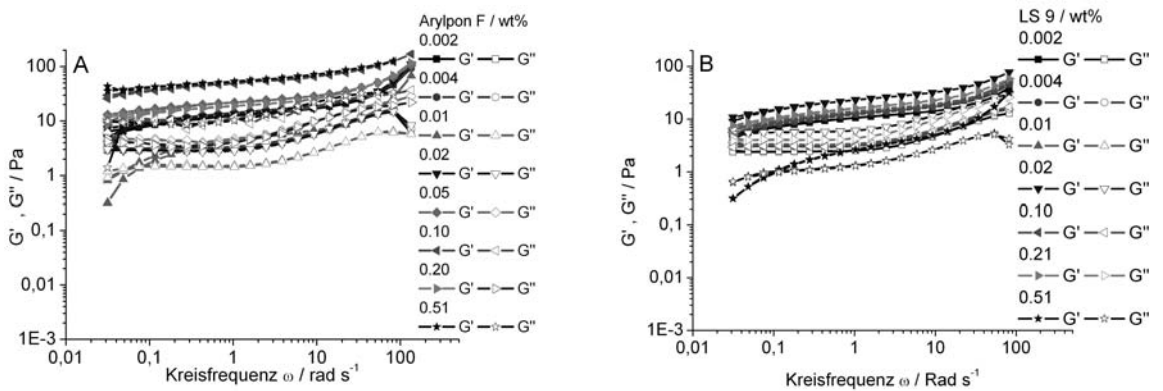 A
G' , G'' / Pa
100
10
1
0,1
0,01
1E-3
0,01 0,1 1 10 100
Kreisfrequenz ω / rad s⁻¹
Arylpon F / wt%
0.002
G' G''
0.004
G' G''
0.01
G' G''
0.02
G' G''
0.05
G' G''
0.10
G' G''
0.20
G' G''
0.51
G' G''
B
G' , G'' / Pa
100
10
1
0,1
0,01
1E-3
0,01 0,1 1 10 100
Kreisfrequenz ω / Rad s⁻¹
LS 9 / wt%
0.002
G' G''
0.004
G' G''
0.01
G' G''
0.02
G' G''
0.10
G' G''
0.21
G' G''
0.51
G' G''